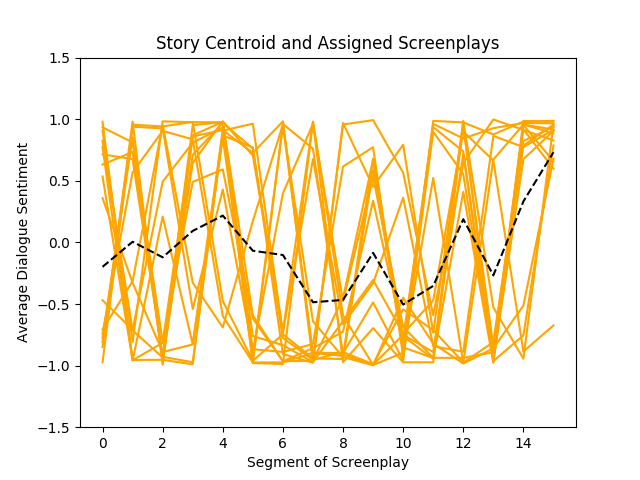 Story Centroid and Assigned Screenplays
Average Dialogue Sentiment
1.5
1.0
0.5
0.0
−0.5
−1.0
−1.5
0 2 4 6 8 10 12 14
Segment of Screenplay